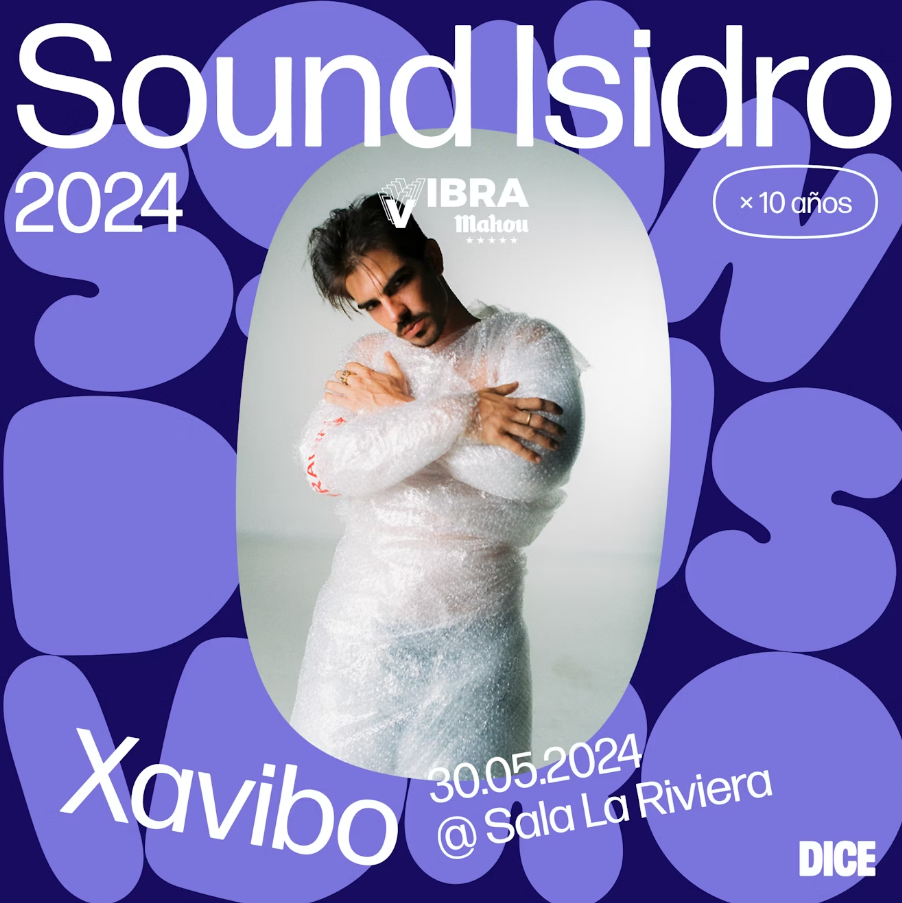 Sound Isidro
2024
VIBRA
Mahou
× 10 años
Xavibo
30.05.2024
@ Sala La Riviera
DICE